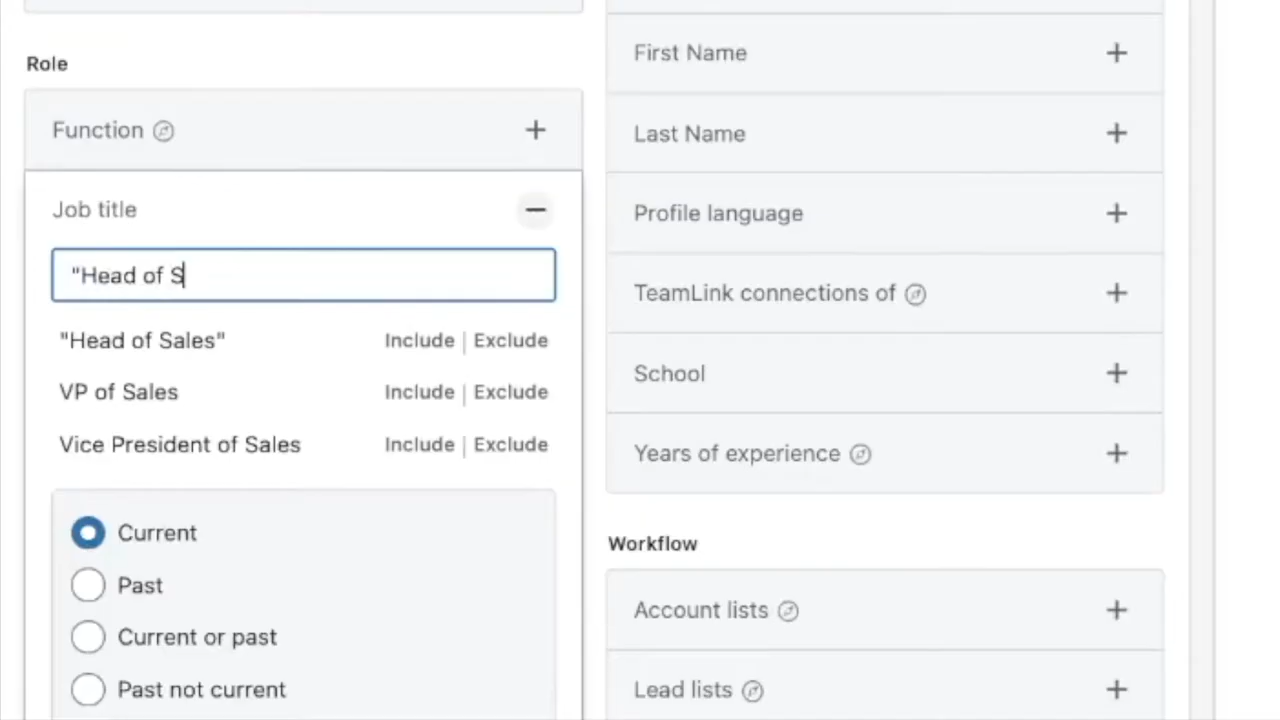 Role
Function
Job title
"Head of S
"Head of Sales" Include | Exclude
VP of Sales Include | Exclude
Vice President of Sales Include | Exclude
Current
Past
Current or past
Past not current
First Name
Last Name
Profile language
TeamLink connections of
School
Years of experience
Workflow
Account lists
Lead lists